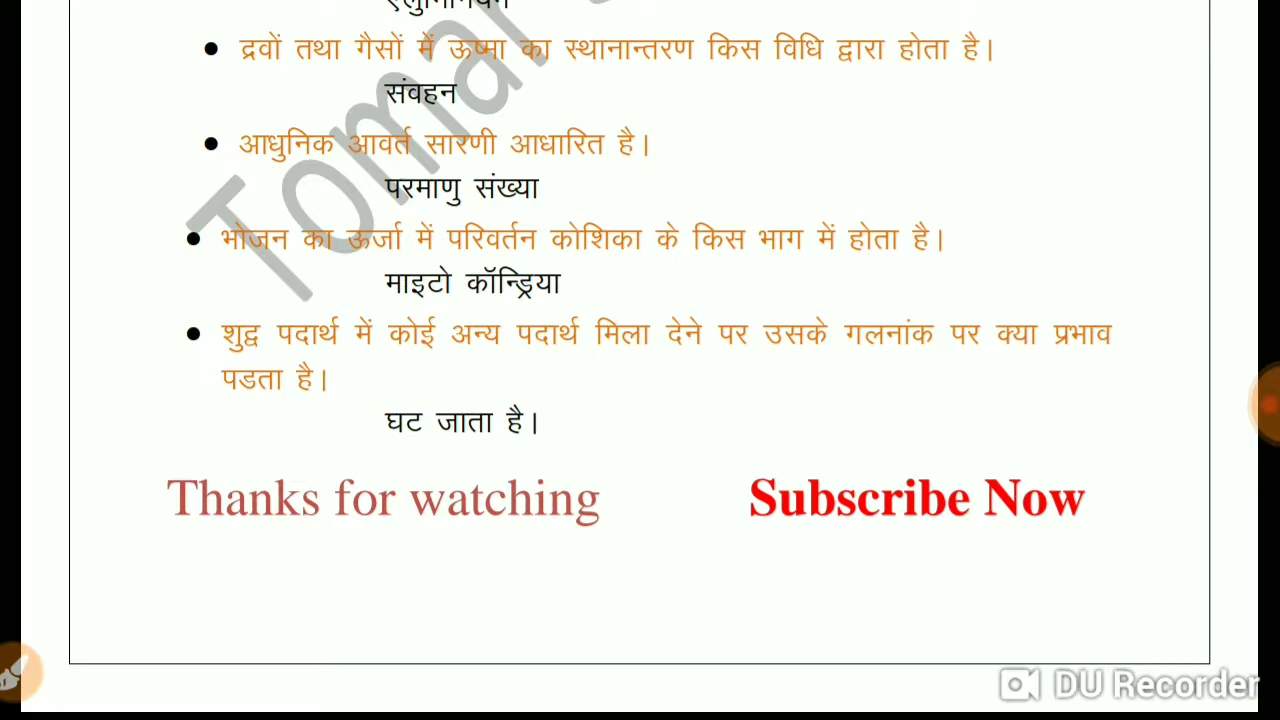 द्रवों तथा गैसों में ऊष्मा का स्थानान्तरण किस विधि द्वारा होता है।
संवहन
आधुनिक आवर्त सारणी आधारित है।
परमाणु संख्या
भोजन का ऊर्जा में परिवर्तन कोशिका के किस भाग में होता है।
माइटो कॉन्ड्रिया
शुद्व पदार्थ में कोई अन्य पदार्थ मिला देने पर उसके गलनांक पर क्या प्रभाव
पडता है।
घट जाता है।
Thanks for watching Subscribe Now
Tomar
DU Recorder